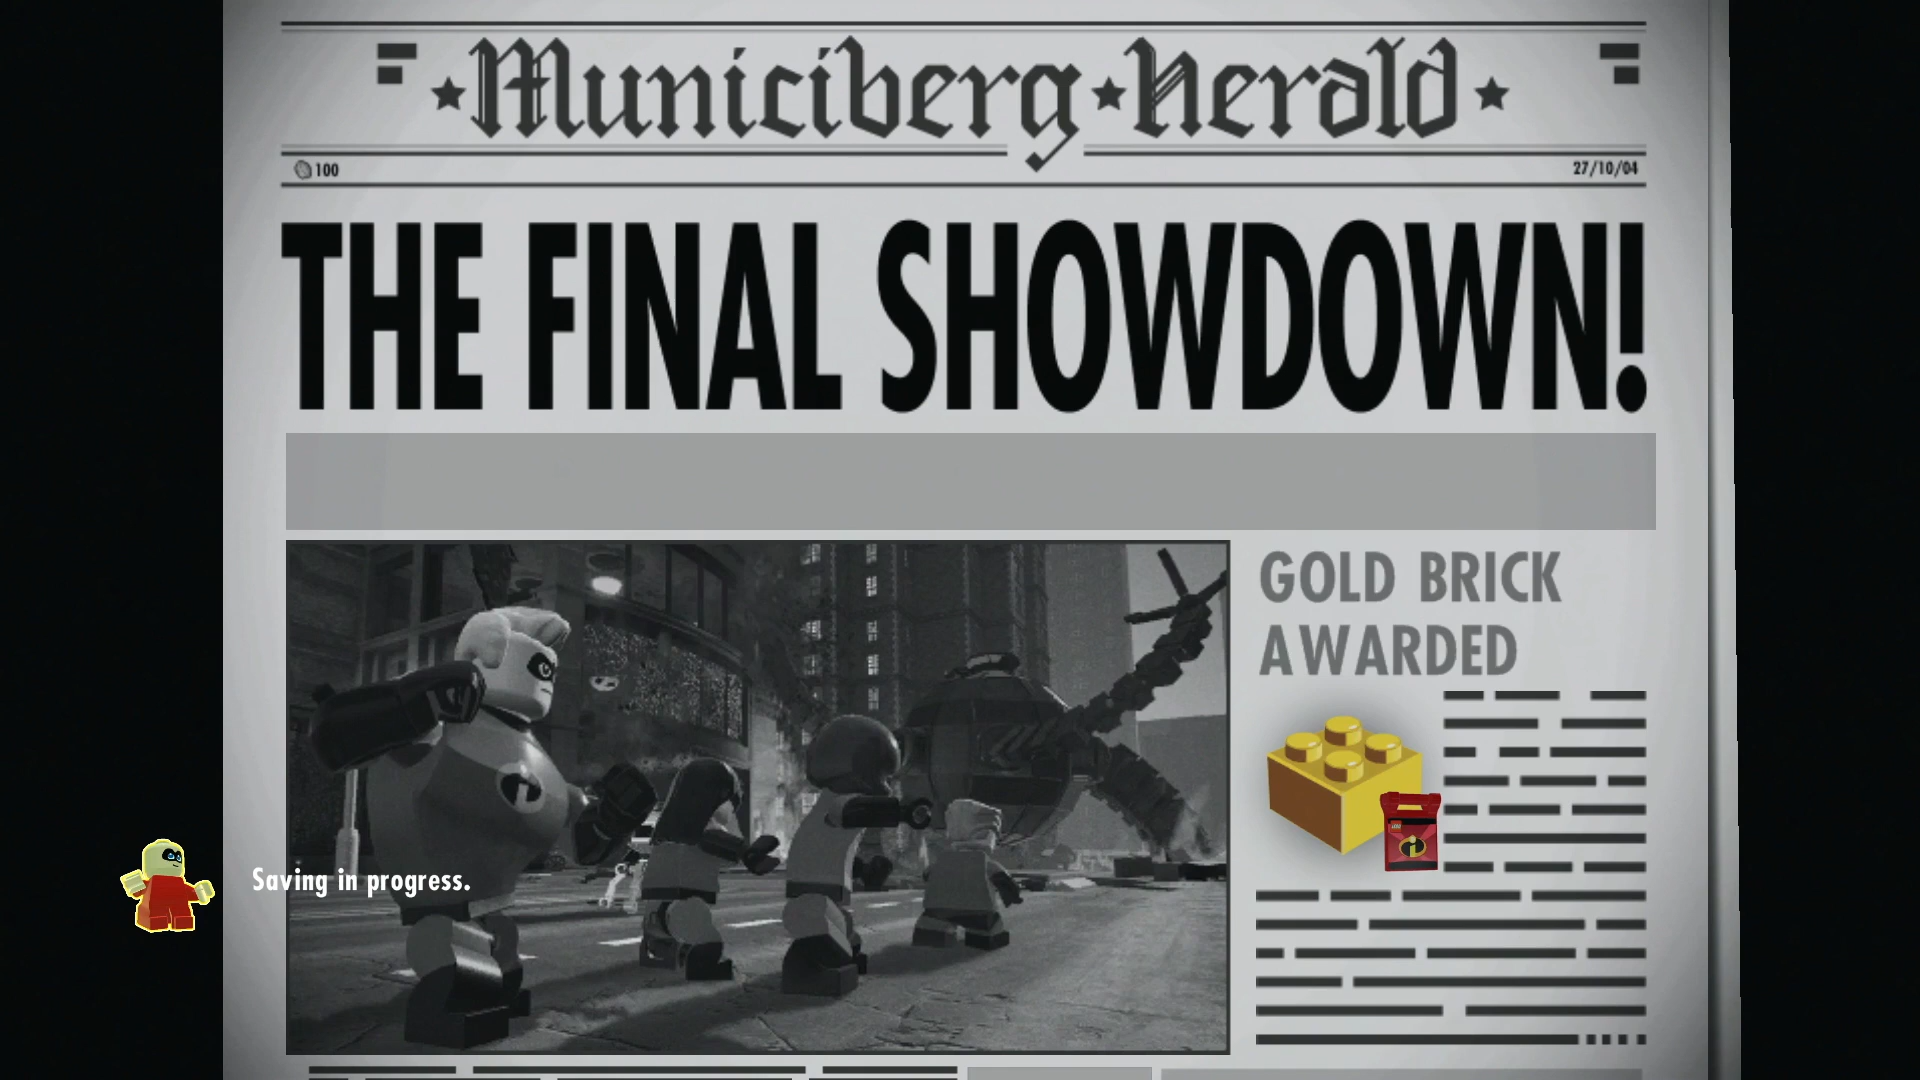 Municiberg Herald
100
27/10/04
THE FINAL SHOWDOWN!
GOLD BRICK
AWARDED
Saving in progress.